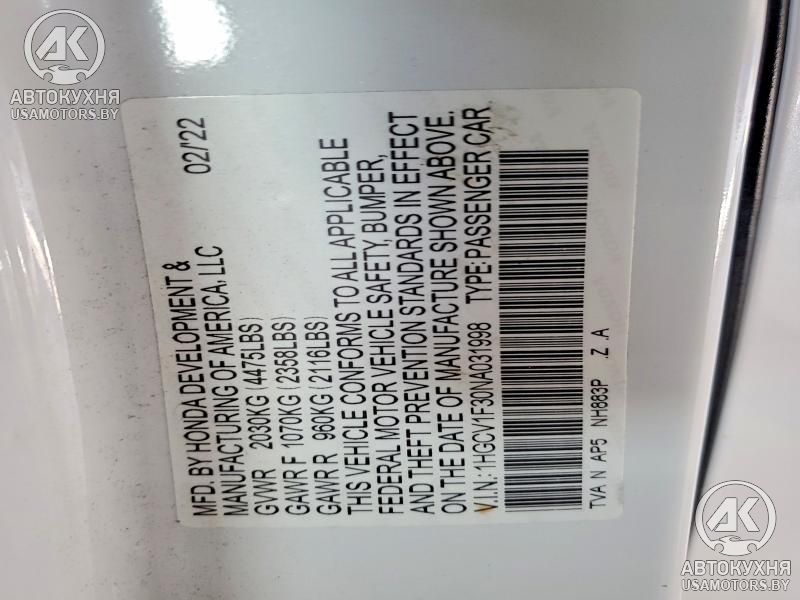 AK
АВТОКУХНЯ
USAMOTORS.BY
MFD. BY HONDA DEVELOPMENT & 02/'22
MANUFACTURING OF AMERICA, LLC
GVWR 2030KG (4475LBS)
GAWR F 1070KG (2358LBS)
GAWR R 960KG (2116LBS)
THIS VEHICLE CONFORMS TO ALL APPLICABLE
FEDERAL MOTOR VEHICLE SAFETY, BUMPER,
AND THEFT PREVENTION STANDARDS IN EFFECT
ON THE DATE OF MANUFACTURE SHOWN ABOVE.
V.I.N.: 1HGCV1F30NA031998 TYPE:PASSENGER CAR
TVA N AP5 NH883P .Z .A
AK
АВТОКУХНЯ
USAMOTORS.BY